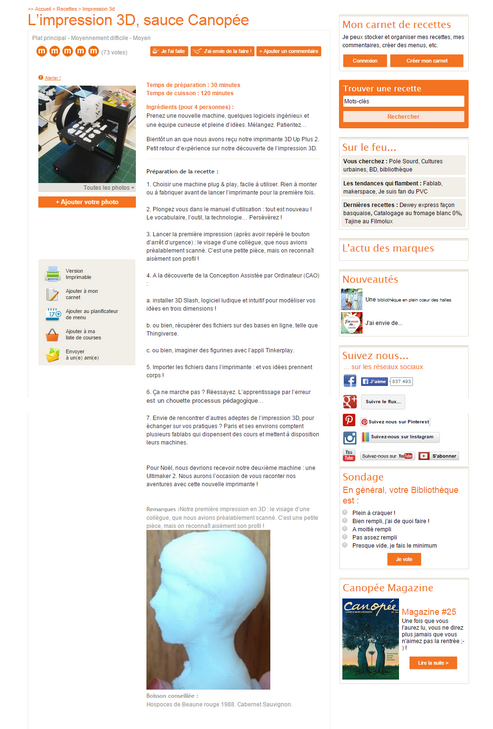 >> Accueil > Recettes > Impression 3d
L'impression 3D, sauce Canopée
Plat principal - Moyennement difficile - Moyen
m m m m m (73 votes)
Je l'ai faite
J'ai envie de la faire !
+ Ajouter un commentaire
Alerter !
Toutes les photos +
+ Ajouter votre photo
Version
Imprimable
Ajouter à mon
carnet
Ajouter au planificateur
de menu
Ajouter à ma
liste de courses
Envoyer
à un(e) ami(e)
Temps de préparation : 30 minutes
Temps de cuisson : 120 minutes
Ingrédients (pour 4 personnes) :
Prenez une nouvelle machine, quelques logiciels ingénieux et
une équipe curieuse et pleine d'idées. Mélangez. Patientez…
Bientôt un an que nous avons reçu notre imprimante 3D Up Plus 2.
Petit retour d'expérience sur notre découverte de l'impression 3D.
Préparation de la recette :
1. Choisir une machine plug & play, facile à utiliser. Rien à monter
ou à fabriquer avant de lancer l'imprimante pour la première fois.
2. Plongez vous dans le manuel d'utilisation : tout est nouveau !
Le vocabulaire, l'outil, la technologie… Persévérez !
3. Lancer la première impression (après avoir repéré le bouton
d'arrêt d'urgence) : le visage d'une collègue, que nous avions
préalablement scanné. C'est une petite pièce, mais on reconnaît
aisément son profil !
4. A la découverte de la Conception Assistée par Ordinateur (CAO)
:
a. installer 3D Slash, logiciel ludique et intuitif pour modéliser vos
idées en trois dimensions !
b. ou bien, récupérer des fichiers sur des bases en ligne, telle que
Thingiverse.
c. ou bien, imaginer des figurines avec l'appli Tinkerplay.
5. Importer les fichiers dans l'imprimante : et vos idées prennent
corps !
6. Ça ne marche pas ? Réessayez. L'apprentissage par l'erreur
est un chouette processus pédagogique…
7. Envie de rencontrer d'autres adeptes de l'impression 3D, pour
échanger sur vos pratiques ? Paris et ses environs comptent
plusieurs fablabs qui dispensent des cours et mettent à disposition
leurs machines.
Pour Noël, nous devrions recevoir notre deuxième machine : une
Ultimaker 2. Nous aurons l'occasion de vous raconter nos
aventures avec cette nouvelle imprimante !
Remarques :Notre première impression en 3D : le visage d'une
collègue, que nous avions préalablement scanné. C'est une petite
pièce, mais on reconnaît aisément son profil !
Boisson conseillée :
Hospices de Beaune rouge 1988. Cabernet Sauvignon.
Mon carnet de recettes
Je peux stocker et organiser mes recettes, mes
commentaires, créer des menus, etc.
Connexion
Créer mon carnet
Trouver une recette
Mots-clés
Rechercher
Sur le feu…
Vous cherchez : Pole Sourd, Cultures
urbaines, BD, bibliothèque
Les tendances qui flambent : Fablab,
makerspace, Je suis fan du PVC
Dernières recettes : Dewey express façon
basquaise, Catalogage au fromage blanc 0%,
Tajine au Filmolux
L'actu des marques
Nouveautés
Une bibliothèque en plein coeur des halles
J'ai envie de...
Suivez nous…
... sur les réseaux sociaux
J'aime 837 493
Suivre le flux...
Suivez nous sur Pinterest
Suivez-nous sur Instagram
Suivez-nous sur YouTube
S'abonner
Sondage
En général, votre Bibliothèque
est :
Plein à craquer !
Bien rempli, j'ai de quoi faire !
A moitié rempli
Pas assez rempli
Presque vide, je fais le minimum
Je vote
Canopée Magazine
Canopée
Magazine #25
Une fois que vous
l'aurez lu, vous ne direz
plus jamais que vous
n'aimez pas la rentrée ;-
) !
Lire la suite >